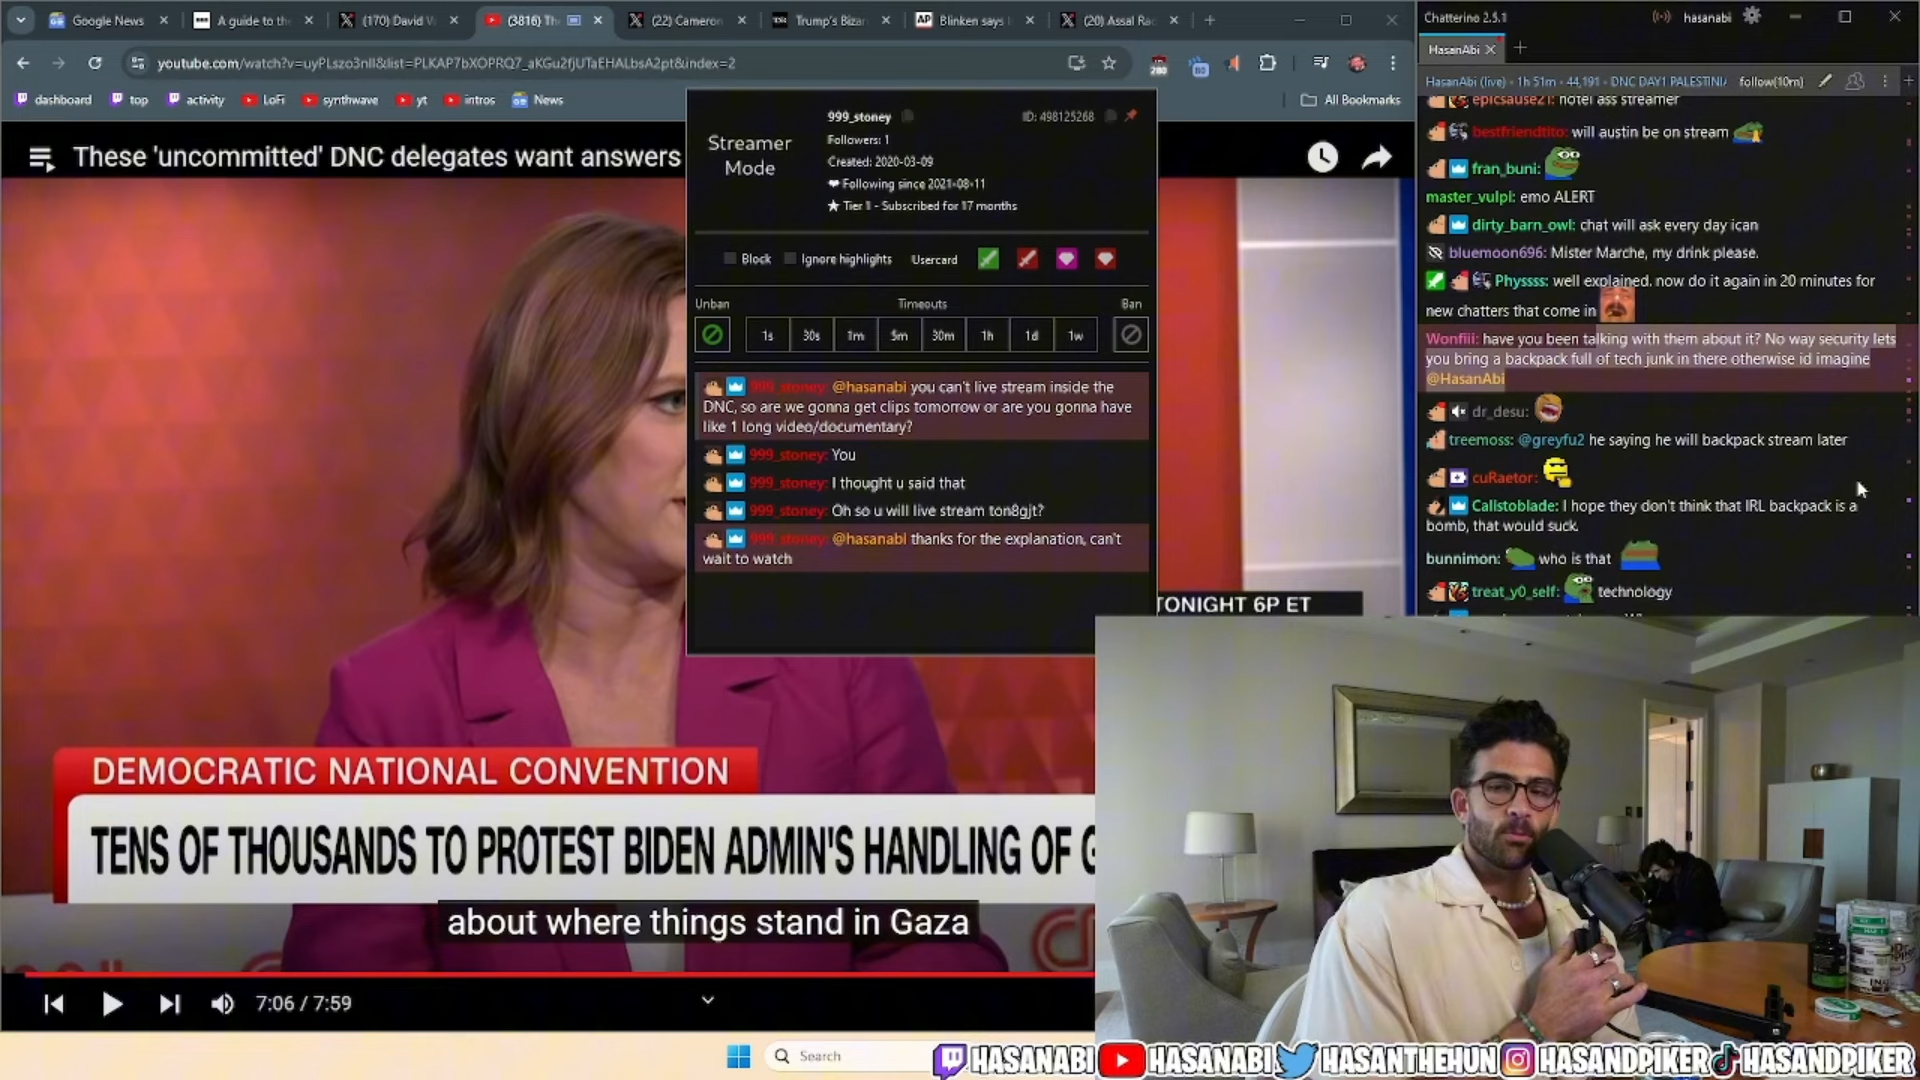 Google News
A guide to the
(170) David W
(3816) Th
(22) Cameron
Trump's Bizar
AP
Blinken says
(20) Assal Ra
youtube.com/watch?v=uyPLszo3nlI&list=PLKAP7bXOPRQ7_aKGu2fJUTaEHALbsA2pt&index=2
280
dashboard
top
activity
LoFi
synthwave
yt
intros
News
All Bookmarks
These 'uncommitted' DNC delegates want answers
Streamer
Mode
999_stoney
ID: 498125268
Followers: 1
Created: 2020-03-09
Following since 2021-08-11
Tier 1 - Subscribed for 17 months
Block
Ignore highlights
Usercard
Unban
Timeouts
Ban
1s
30s
1m
5m
30m
1h
1d
1w
999_stoney: @hasanabi you can't live stream inside the
DNC, so are we gonna get clips tomorrow or are you gonna have
like 1 long video/documentary?
999_stoney: You
999_stoney: I thought u said that
999_stoney: Oh so u will live stream ton8gjt?
999_stoney: @hasanabi thanks for the explanation, can't
wait to watch
TONIGHT 6P ET
DEMOCRATIC NATIONAL CONVENTION
TENS OF THOUSANDS TO PROTEST BIDEN ADMIN'S HANDLING OF G
about where things stand in Gaza
7:06 / 7:59
Search
Chatterino 2.5.1
hasanabi
HasanAbi
HasanAbi (live) • 1h 51m • 44,191 • DNC DAY1 PALESTINI
follow(10m)
epicsause21: hotel ass streamer
bestfriendtito: will austin be on stream
fran_buni:
master_vulpi: emo ALERT
dirty_barn_owl: chat will ask every day ican
bluemoon696: Mister Marche, my drink please.
Physsss: well explained. now do it again in 20 minutes for
new chatters that come in
Wonfiii: have you been talking with them about it? No way security lets
you bring a backpack full of tech junk in there otherwise id imagine
@HasanAbi
dr_desu:
treemoss: @greyfu2 he saying he will backpack stream later
cuRaetor:
Callstoblade: I hope they don't think that IRL backpack is a
bomb, that would suck.
bunnimon: who is that
treat_y0_self: technology
HASANABI
HASANABI
HASANTHEHUN
HASANDPIKER
HASANDPIKER